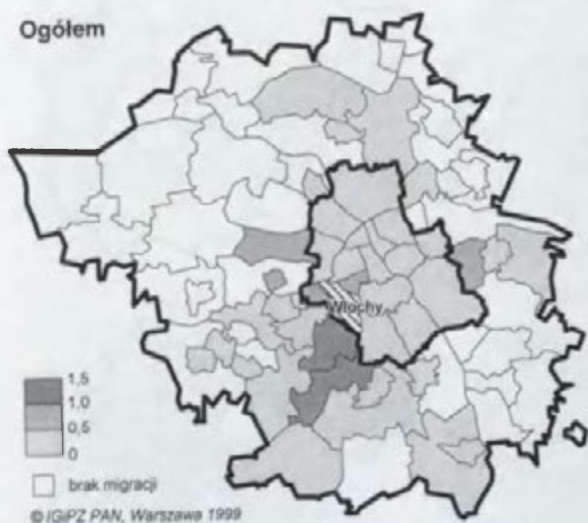 Ogółem
Włochy
1,5
1,0
0,5
0
brak migracji
© IGiPZ PAN, Warszawa 1999